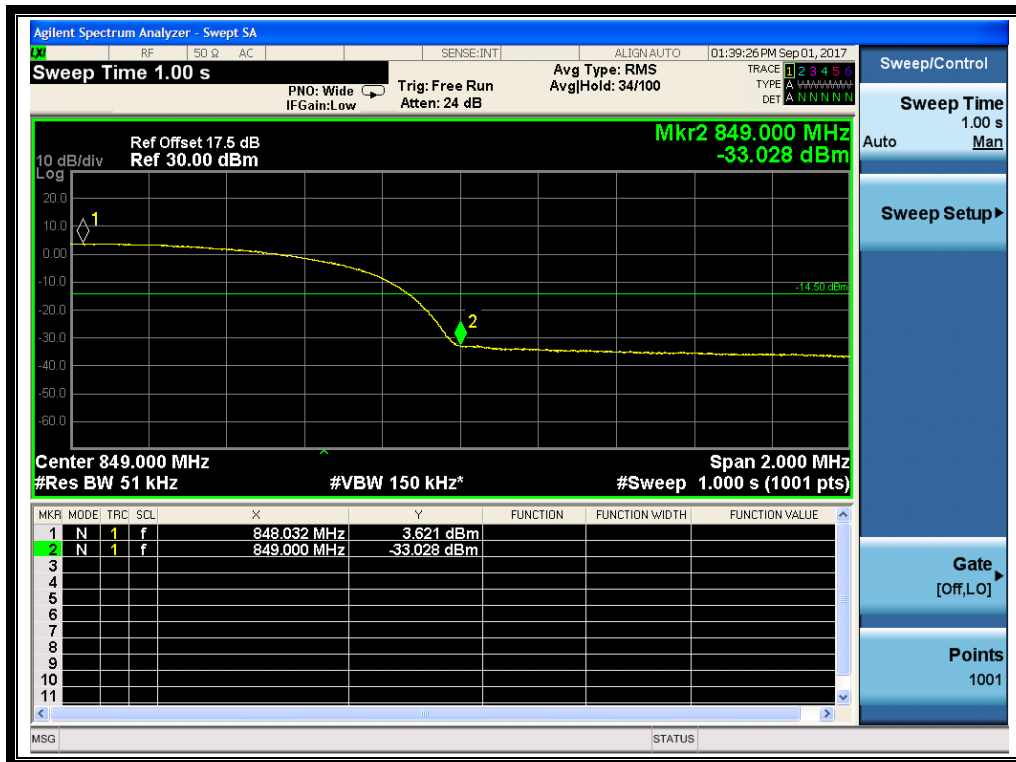 Agilent Spectrum Analyzer - Swept SA
LXI RF 50 Ω AC SENSE:INT ALIGN AUTO 01:39:26 PM Sep 01, 2017
Sweep Time 1.00 s
PNO: Wide
IFGain:Low
Trig: Free Run
Atten: 24 dB
Avg Type: RMS
Avg|Hold: 34/100
TRACE 1 2 3 4 5 6
TYPE A WWWWW
DET A N N N N N
Ref Offset 17.5 dB
Ref 30.00 dBm
10 dB/div
Log
Mkr2 849.000 MHz
-33.028 dBm
20.0
10.0
0.00
-10.0
-20.0
-30.0
-40.0
-50.0
-60.0
1
2
-14.50 dBm
Center 849.000 MHz
Span 2.000 MHz
#Res BW 51 kHz
#VBW 150 kHz*
#Sweep 1.000 s (1001 pts)
MKR MODE TRC SCL X Y FUNCTION FUNCTION WIDTH FUNCTION VALUE
1 N 1 f 848.032 MHz 3.621 dBm
2 N 1 f 849.000 MHz -33.028 dBm
3
4
5
6
7
8
9
10
11
MSG
STATUS
Sweep/Control
Sweep Time
1.00 s
Auto Man
Sweep Setup
Gate
[Off,LO]
Points
1001